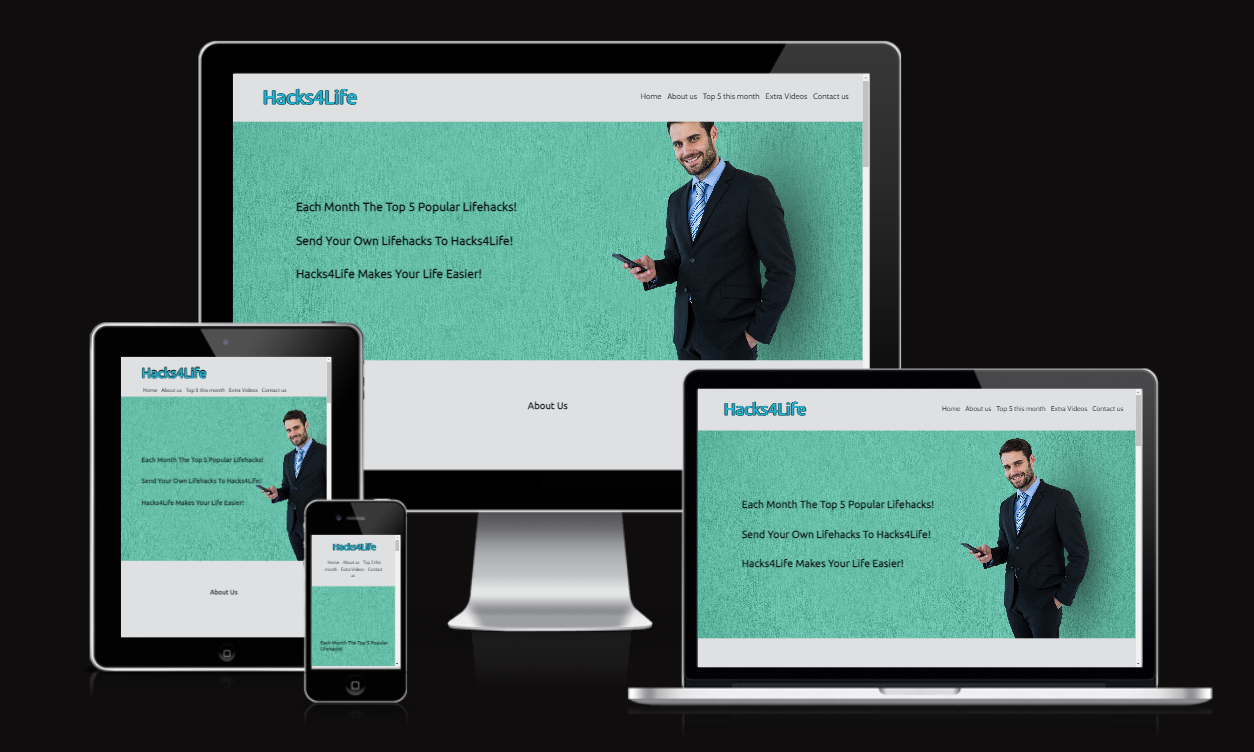 Hacks4Life
Home About us Top 5 this month Extra Videos Contact us
Each Month The Top 5 Popular Lifehacks!
Send Your Own Lifehacks To Hacks4Life!
Hacks4Life Makes Your Life Easier!
About Us
Hacks4Life
Home About us Top 5 this month Extra Videos Contact us
Each Month The Top 5 Popular Lifehacks!
Send Your Own Lifehacks To Hacks4Life!
Hacks4Life Makes Your Life Easier!
About Us
Hacks4Life
Home About us Top 5 this
month Extra Videos Contact
us
Each Month The Top 5 Popular
Lifehacks!
Hacks4Life
Home About us Top 5 this month Extra Videos Contact us
Each Month The Top 5 Popular Lifehacks!
Send Your Own Lifehacks To Hacks4Life!
Hacks4Life Makes Your Life Easier!